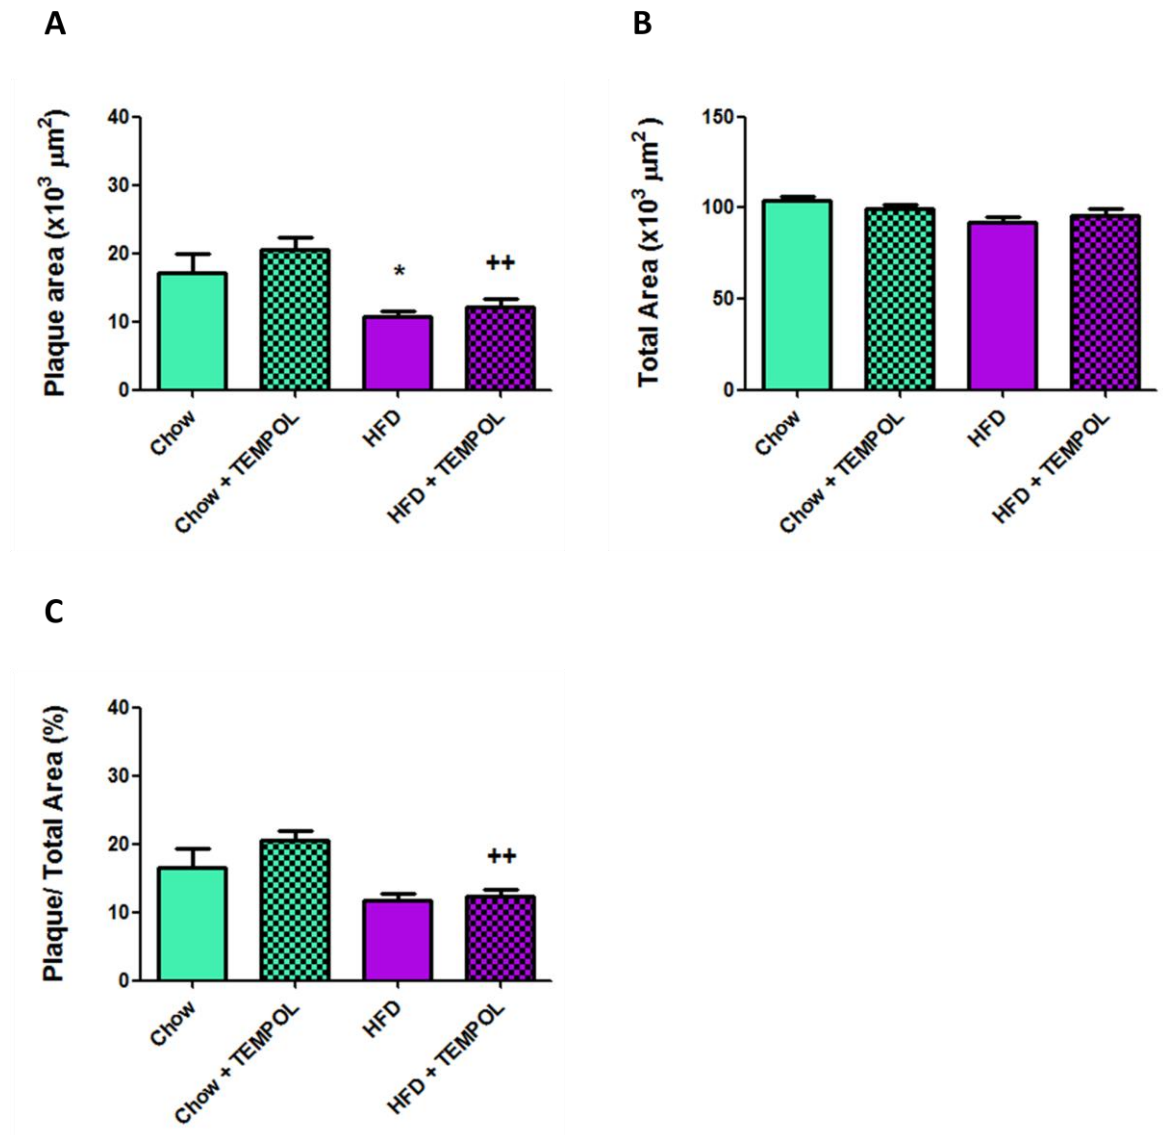 A
Plaque area (x10³ µm²)
40
30
20
10
0
*
++
Chow
Chow + TEMPOL
HFD
HFD + TEMPOL
B
Total Area (x10³ µm²)
150
100
50
0
Chow
Chow + TEMPOL
HFD
HFD + TEMPOL
C
Plaque/ Total Area (%)
40
30
20
10
0
++
Chow
Chow + TEMPOL
HFD
HFD + TEMPOL